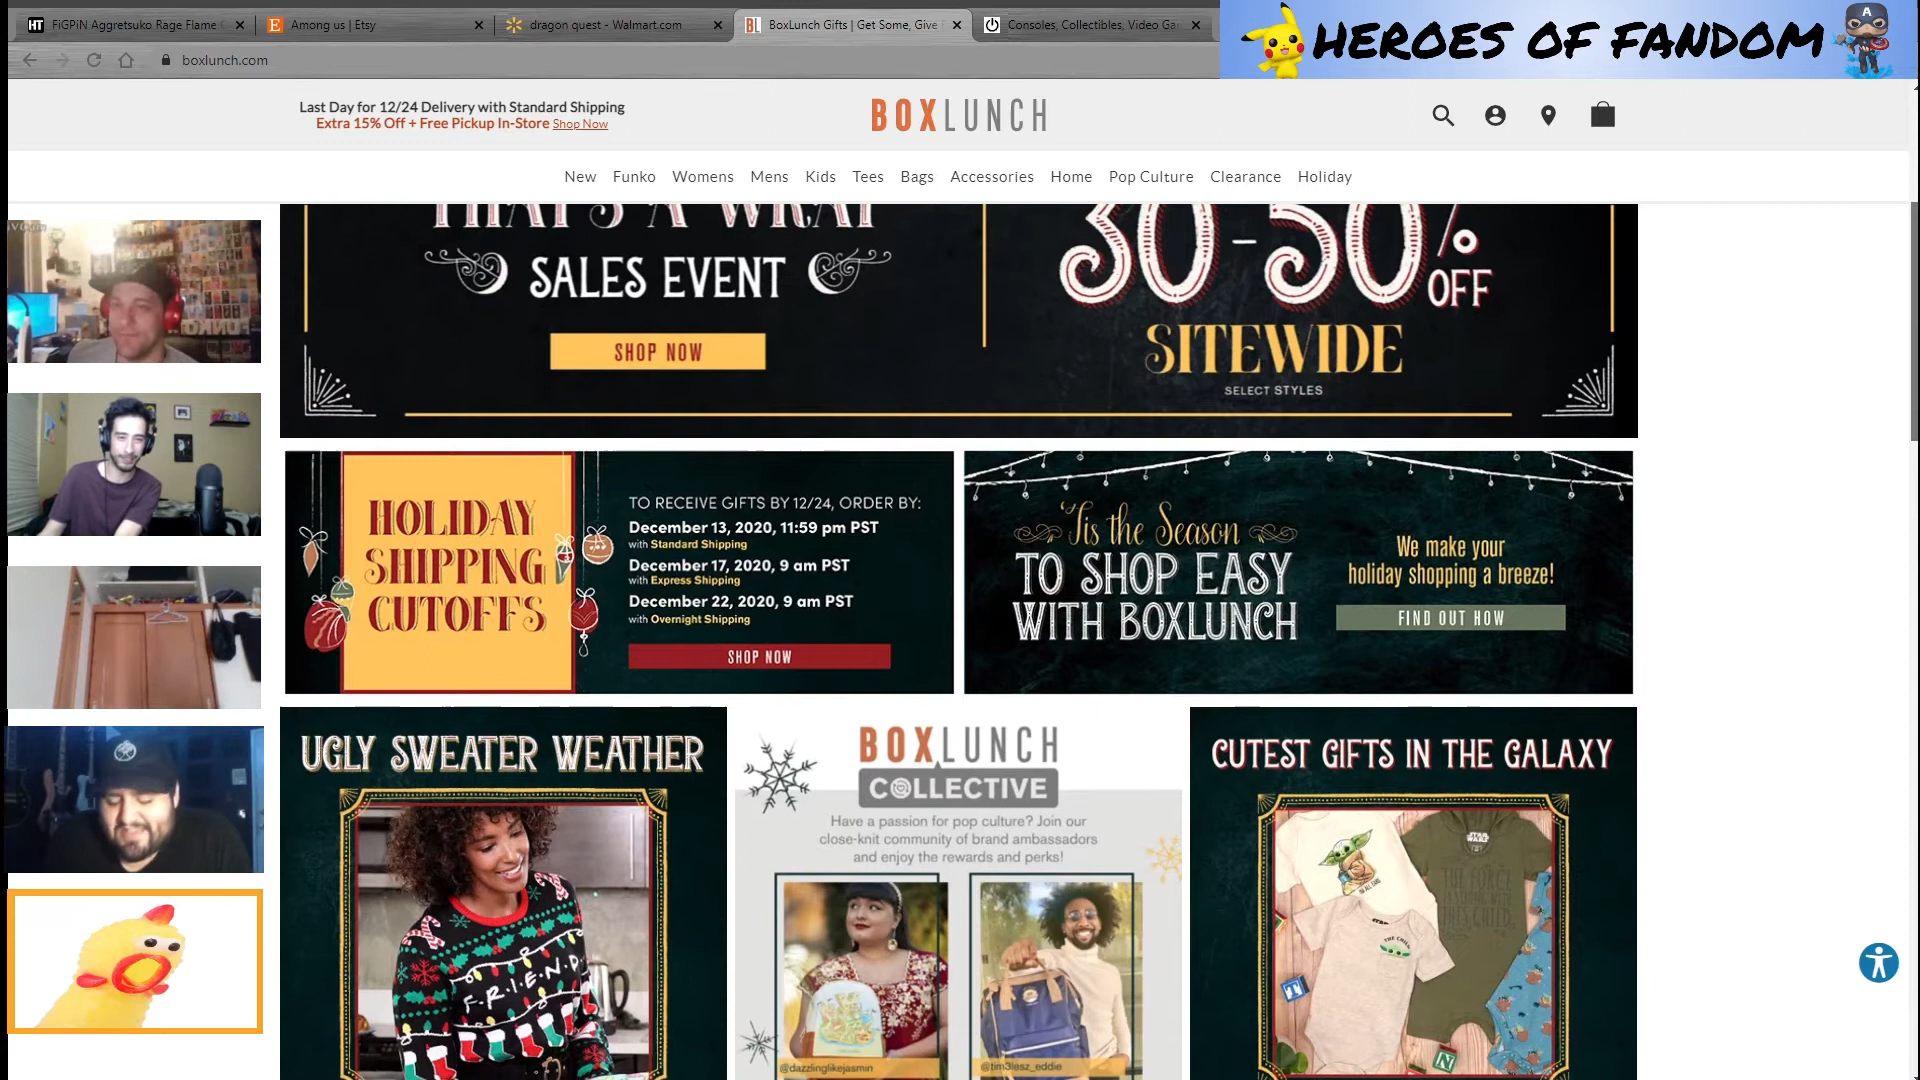 FiGPiN Aggretsuko Rage Flame
Among us | Etsy
dragon quest - Walmart.com
BoxLunch Gifts | Get Some, Give
Consoles, Collectibles, Video Ga
HEROES OF FANDOM
boxlunch.com
Last Day for 12/24 Delivery with Standard Shipping
Extra 15% Off + Free Pickup In-Store Shop Now
BOXLUNCH
New Funko Womens Mens Kids Tees Bags Accessories Home Pop Culture Clearance Holiday
THAT'S A WRAP
SALES EVENT
SHOP NOW
30-50% OFF
SITEWIDE
SELECT STYLES
HOLIDAY
SHIPPING
CUTOFFS
TO RECEIVE GIFTS BY 12/24, ORDER BY:
December 13, 2020, 11:59 pm PST
with Standard Shipping
December 17, 2020, 9 am PST
with Express Shipping
December 22, 2020, 9 am PST
with Overnight Shipping
SHOP NOW
'Tis the Season
TO SHOP EASY
WITH BOXLUNCH
We make your
holiday shopping a breeze!
FIND OUT HOW
UGLY SWEATER WEATHER
F·R·I·E·N·D
BOXLUNCH
COLLECTIVE
Have a passion for pop culture? Join our
close-knit community of brand ambassadors
and enjoy the rewards and perks!
@dazzlinglikejasmin
@tim3lesz_eddie
CUTEST GIFTS IN THE GALAXY
STAR WARS
THE CHILD